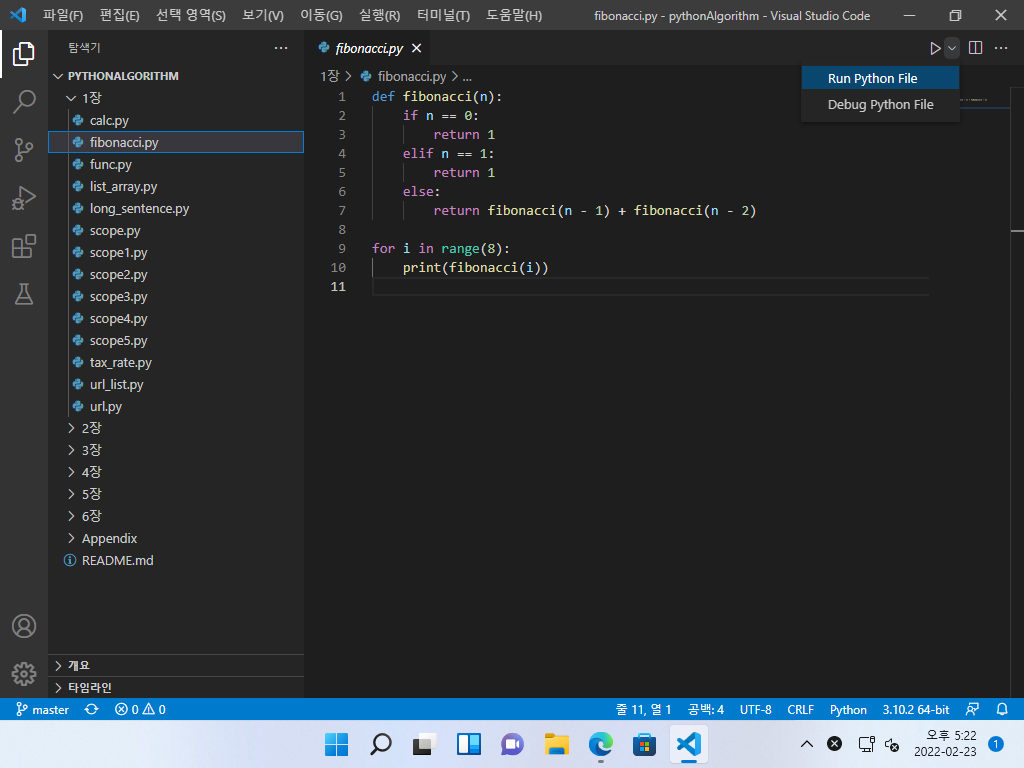 파일(F) 편집(E) 선택 영역(S) 보기(V) 이동(G) 실행(R) 터미널(T) 도움말(H) fibonacci.py - pythonAlgorithm - Visual Studio Code
탐색기
fibonacci.py
PYTHONALGORITHM
1장 > fibonacci.py > ...
Run Python File
Debug Python File
1장
calc.py
fibonacci.py
func.py
list_array.py
long_sentence.py
scope.py
scope1.py
scope2.py
scope3.py
scope4.py
scope5.py
tax_rate.py
url_list.py
url.py
2장
3장
4장
5장
6장
Appendix
README.md
개요
타임라인
1 def fibonacci(n):
2 if n == 0:
3 return 1
4 elif n == 1:
5 return 1
6 else:
7 return fibonacci(n - 1) + fibonacci(n - 2)
8
9 for i in range(8):
10 print(fibonacci(i))
11
master 0 0 줄 11, 열 1 공백: 4 UTF-8 CRLF Python 3.10.2 64-bit
오후 5:22
2022-02-23
1